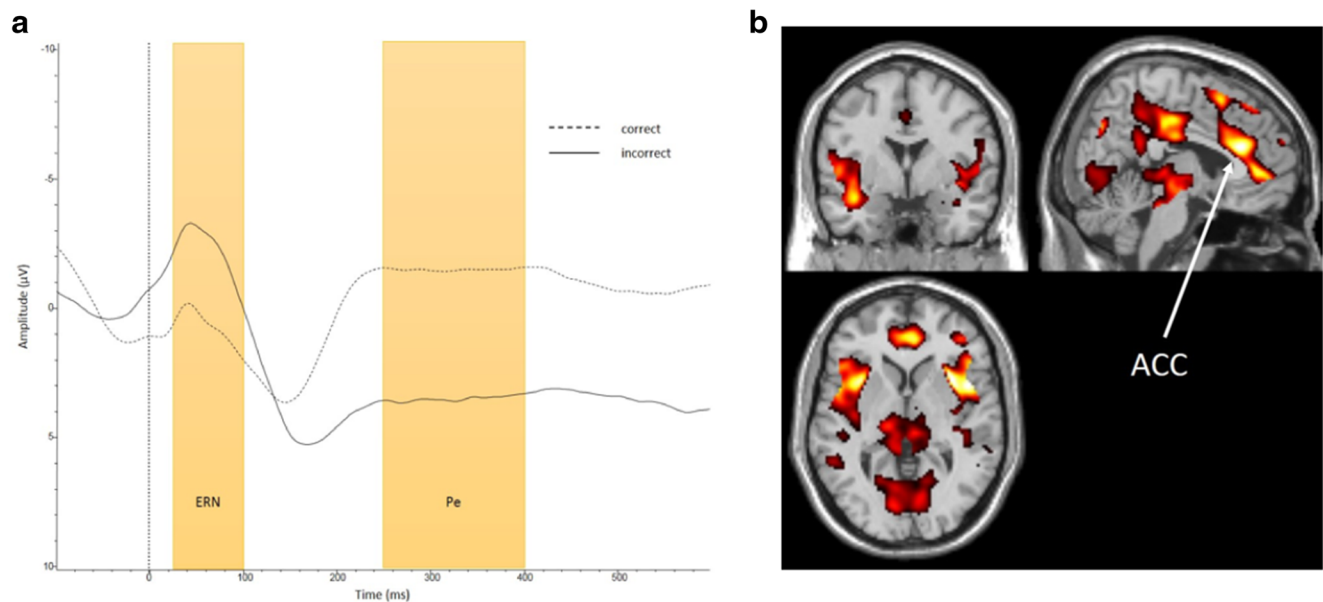 a
-10
-5
0
5
10
Amplitude (µV)
0
100
200
300
400
500
Time (ms)
correct
incorrect
ERN
Pe
b
ACC